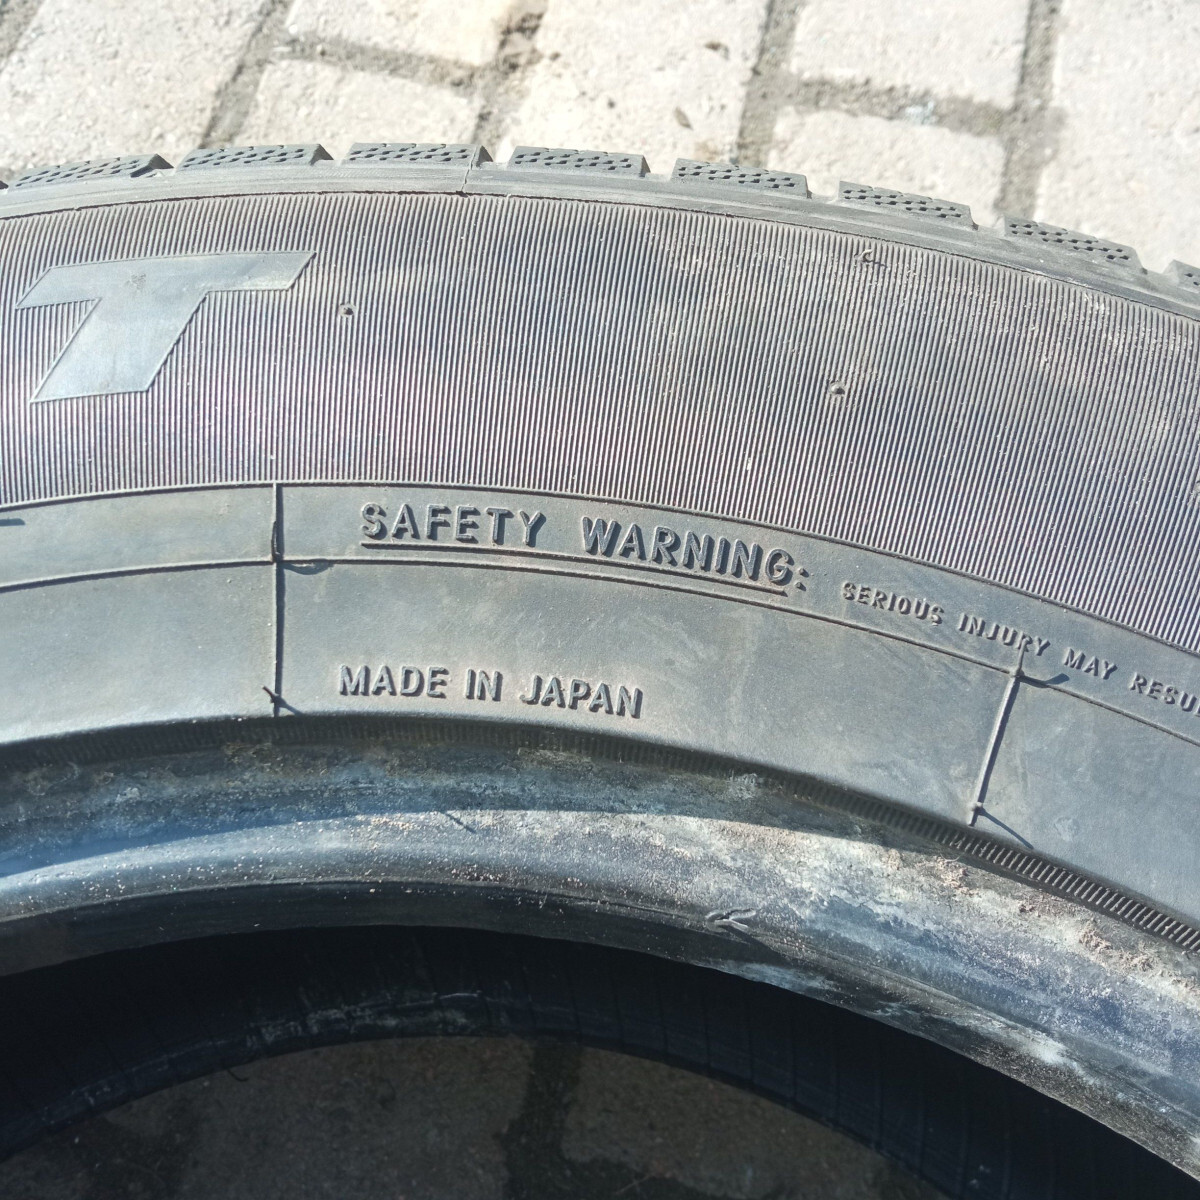 T
SAFETY WARNING: SERIOUS INJURY MAY
MADE IN JAPAN